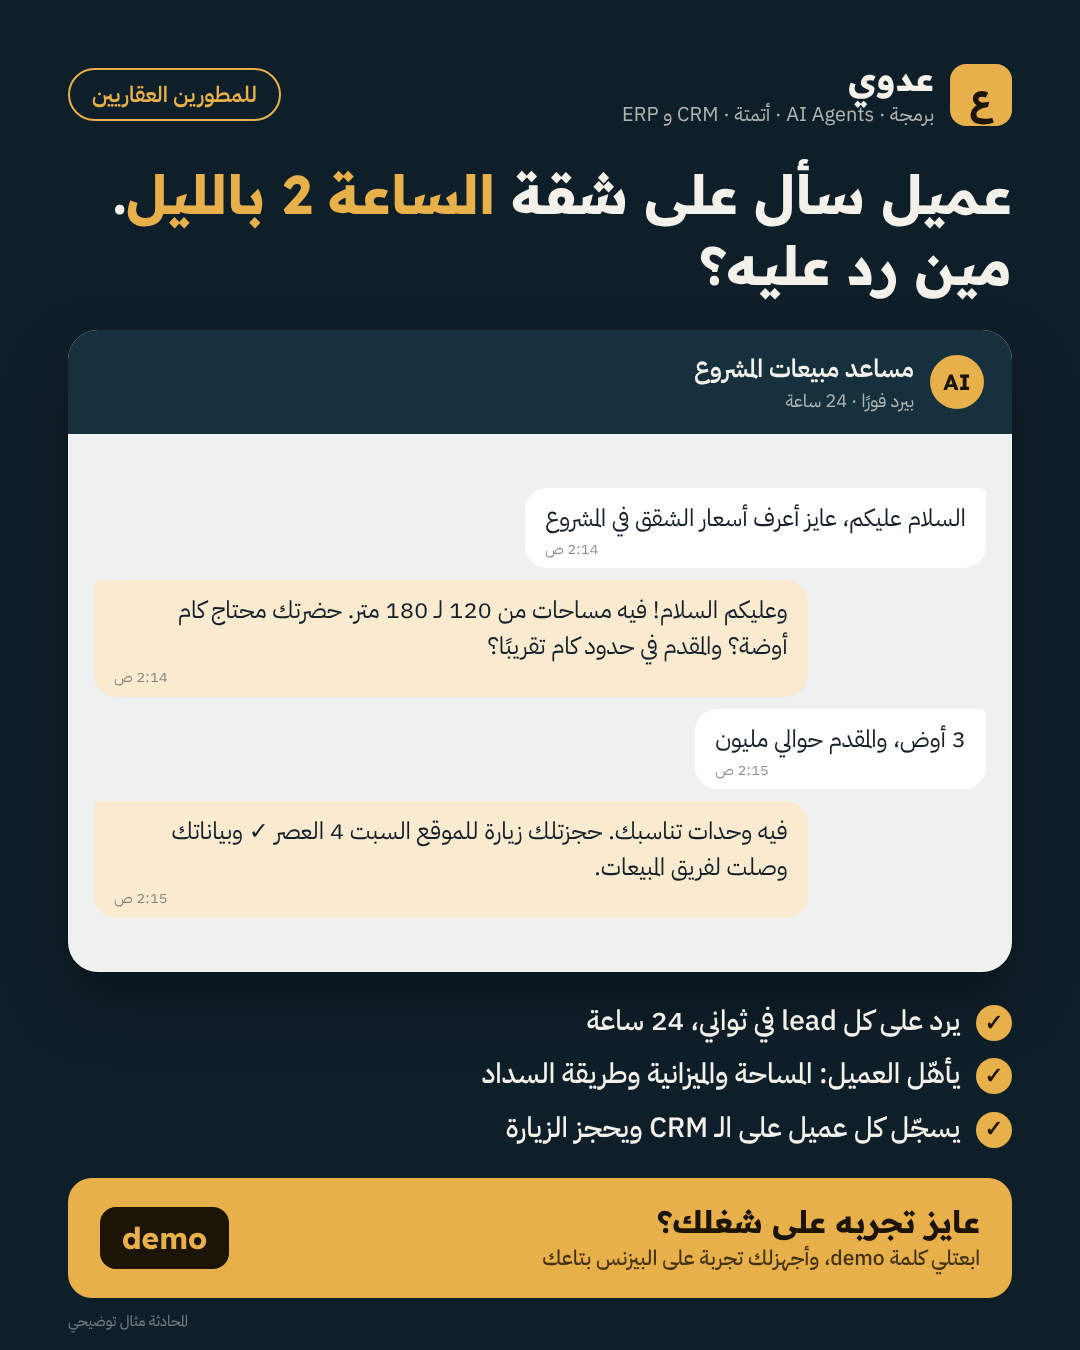 ع
عدوي
برمجة · AI Agents · أتمتة · CRM و ERP
للمطورين العقاريين
عميل سأل على شقة الساعة 2 بالليل.
مين رد عليه؟
AI
مساعد مبيعات المشروع
بيرد فورًا · 24 ساعة
السلام عليكم، عايز أعرف أسعار الشقق في المشروع
2:14 ص
وعليكم السلام! فيه مساحات من 120 لـ 180 متر. حضرتك محتاج كام
أوضة؟ والمقدم في حدود كام تقريبًا؟
2:14 ص
3 أوض، والمقدم حوالي مليون
2:15 ص
فيه وحدات تناسبك. حجزتلك زيارة للموقع السبت 4 العصر ✓ وبياناتك
وصلت لفريق المبيعات.
2:15 ص
✓ يرد على كل lead في ثواني، 24 ساعة
✓ يأهّل العميل: المساحة والميزانية وطريقة السداد
✓ يسجّل كل عميل على الـ CRM ويحجز الزيارة
عايز تجربه على شغلك؟
ابعتلي كلمة demo، وأجهزلك تجربة على البيزنس بتاعك
demo
المحادثة مثال توضيحي